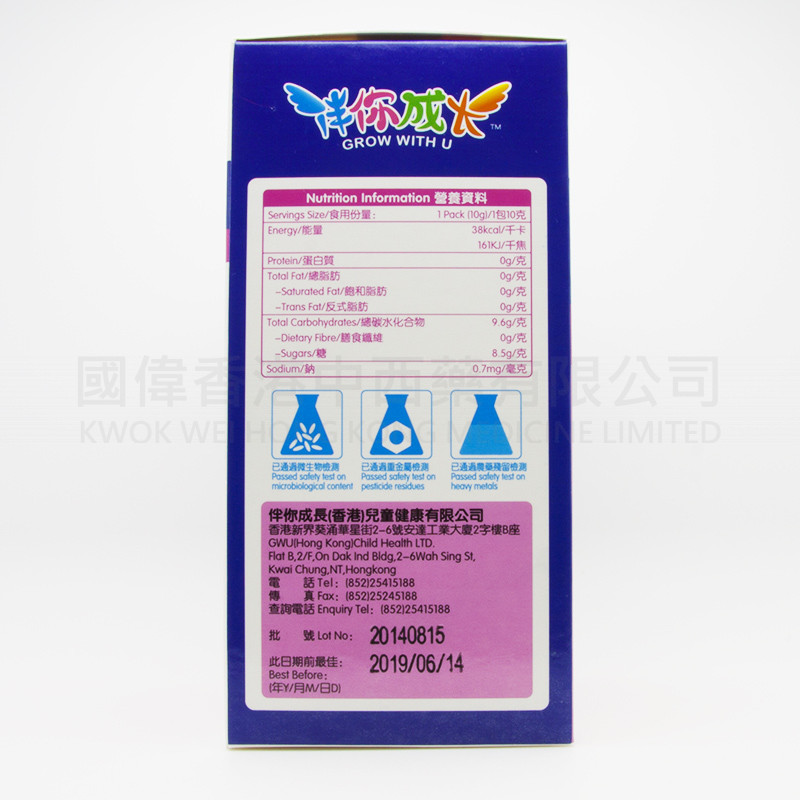 伴你成长™
GROW WITH U
Nutrition Information 營養資料
Servings Size/食用份量： 1 Pack (10g)/1包10克
Energy/能量 38kcal/千卡
161KJ/千焦
Protein/蛋白質 0g/克
Total Fat/總脂肪 0g/克
-Saturated Fat/飽和脂肪 0g/克
-Trans Fat/反式脂肪 0g/克
Total Carbohydrates/總碳水化合物 9.6g/克
-Dietary Fibre/膳食纖維 0g/克
-Sugars/糖 8.5g/克
Sodium/鈉 0.7mg/毫克
國偉香港中西藥有限公司
KWOK WEI HONG KONG MEDICINE LIMITED
已通過微生物檢測
Passed safety test on
microbiological content
已通過重金屬檢測
Passed safety test on
pesticide residues
已通過農藥殘留檢測
Passed safety test on
heavy metals
伴你成長(香港)兒童健康有限公司
香港新界葵涌華星街2-6號安達工業大廈2字樓B座
GWU(Hong Kong)Child Health LTD.
Flat B,2/F,On Dak Ind Bldg,2-6Wah Sing St,
Kwai Chung,NT,Hongkong
電 話 Tel：(852)25415188
傳 真 Fax：(852)25245188
查詢電話 Enquiry Tel：(852)25415188
批 號 Lot No： 20140815
此日期前最佳： 2019/06/14
Best Before：
(年Y/月M/日D)